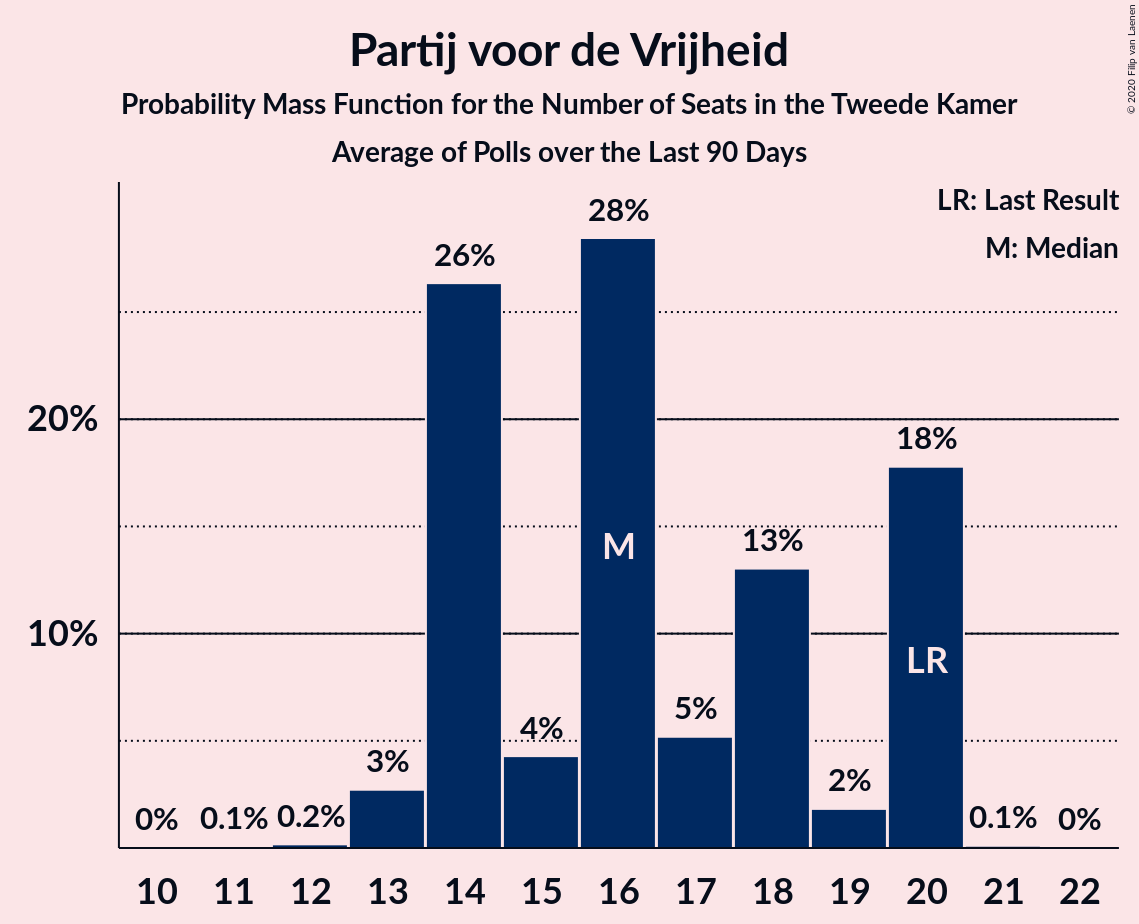 Partij voor de Vrijheid
Probability Mass Function for the Number of Seats in the Tweede Kamer
Average of Polls over the Last 90 Days
© 2020 Filip van Laenen
LR: Last Result
M: Median
20%
10%
0%
0.1%
0.2%
3%
26%
4%
28%
M
5%
13%
2%
18%
LR
0.1%
0%
10 11 12 13 14 15 16 17 18 19 20 21 22